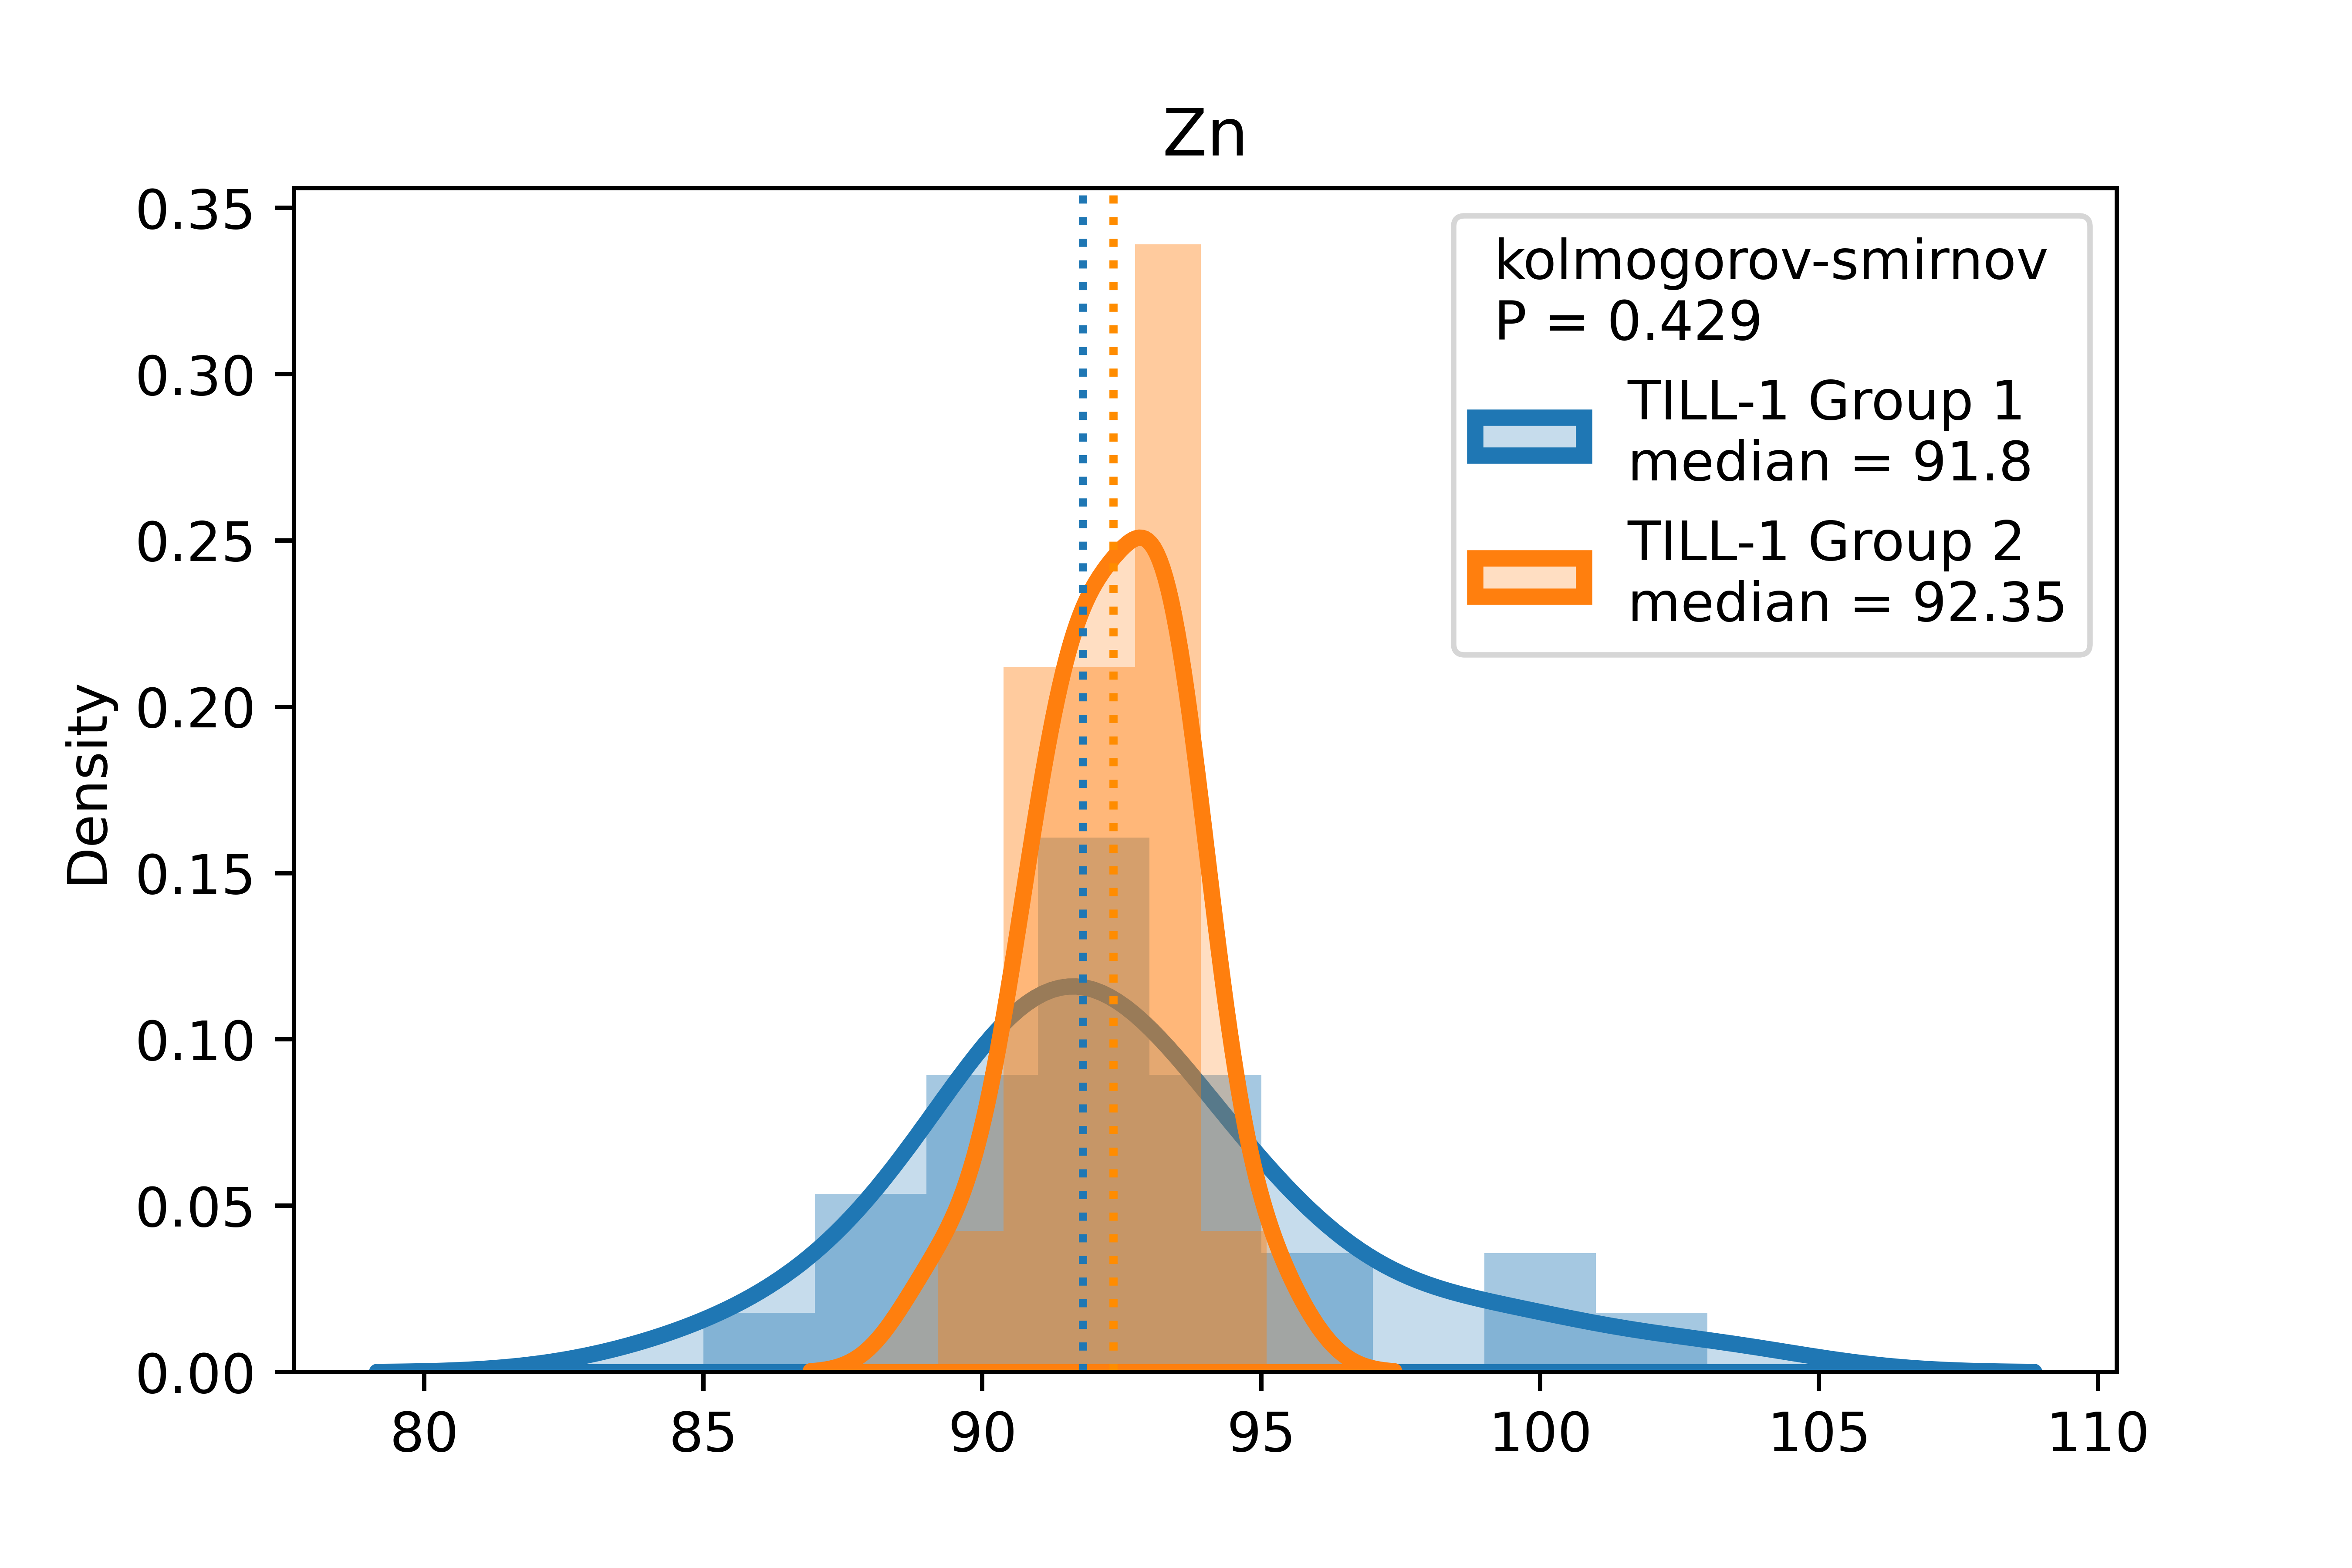 Zn
0.35
0.30
0.25
0.20
0.15
0.10
0.05
0.00
Density
80
85
90
95
100
105
110
kolmogorov-smirnov
P = 0.429
TILL-1 Group 1
median = 91.8
TILL-1 Group 2
median = 92.35